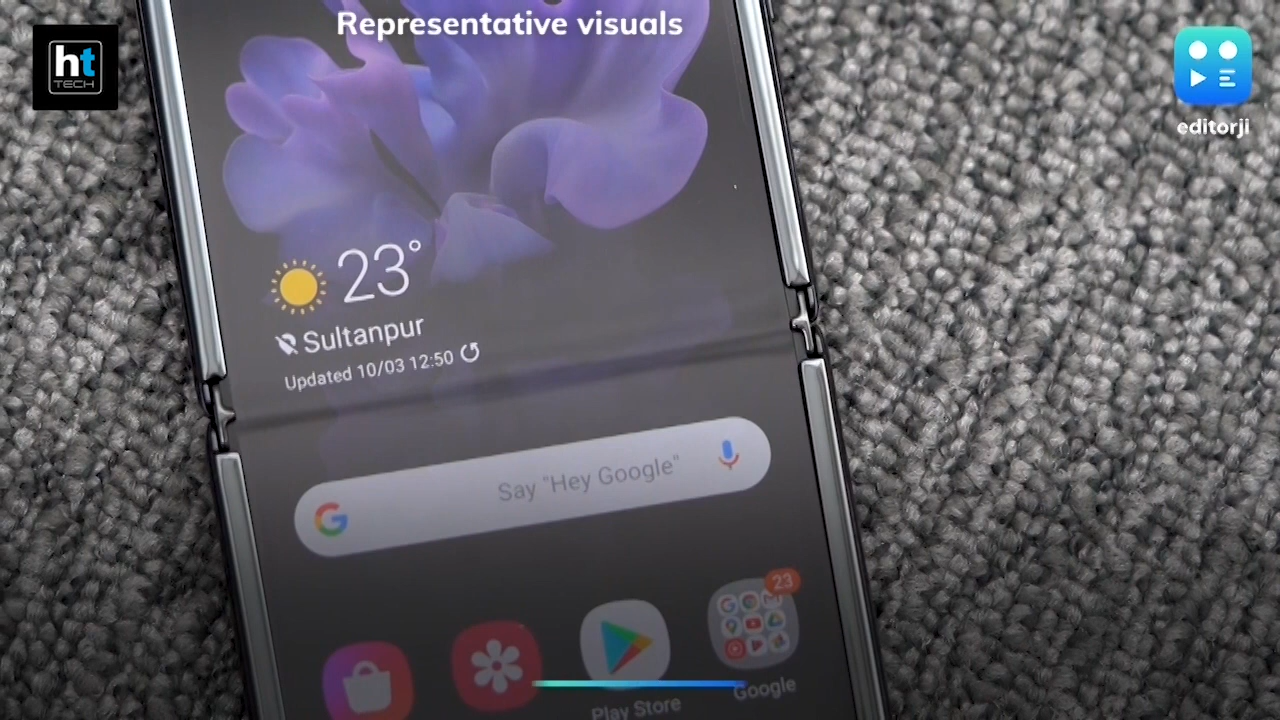 Representative visuals
ht
TECH
editorji
23°
Sultanpur
Updated 10/03 12:50
Say "Hey Google"
G
23
Play Store
Google